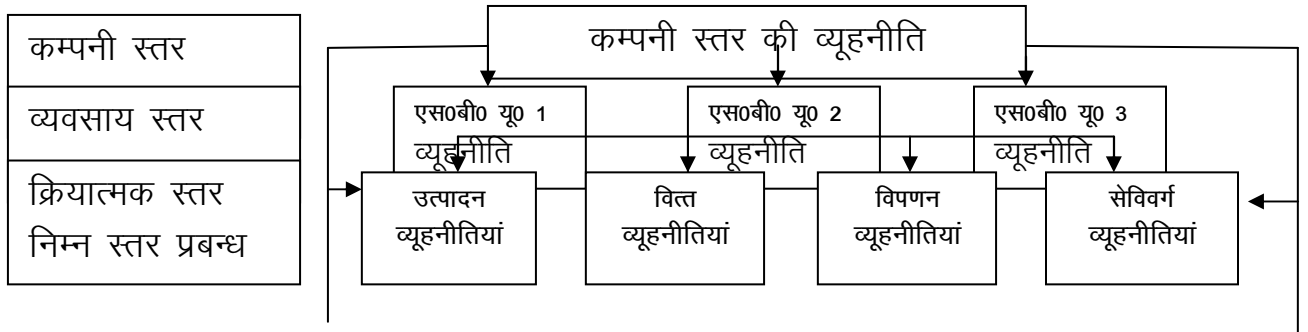 कम्पनी स्तर
व्यवसाय स्तर
क्रियात्मक स्तर
निम्न स्तर प्रबन्ध
कम्पनी स्तर की व्यूहनीति
एस0बी0 यू0 1
व्यूहनीति
एस0बी0 यू0 2
व्यूहनीति
एस0बी0 यू0 3
व्यूहनीति
उत्पादन
व्यूहनीतियां
वित्त
व्यूहनीतियां
विपणन
व्यूहनीतियां
सेविवर्ग
व्यूहनीतियां